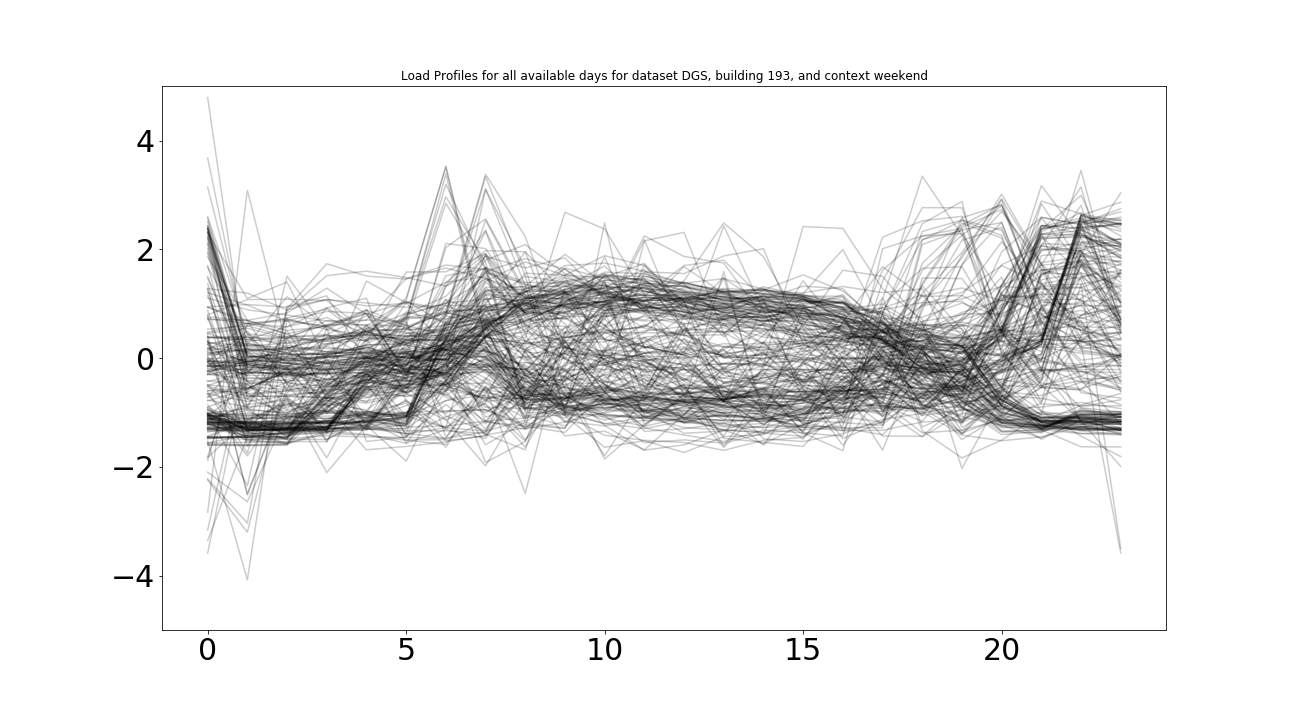 Load Profiles for all available days for dataset DGS, building 193, and context weekend
4
2
0
−2
−4
0 5 10 15 20